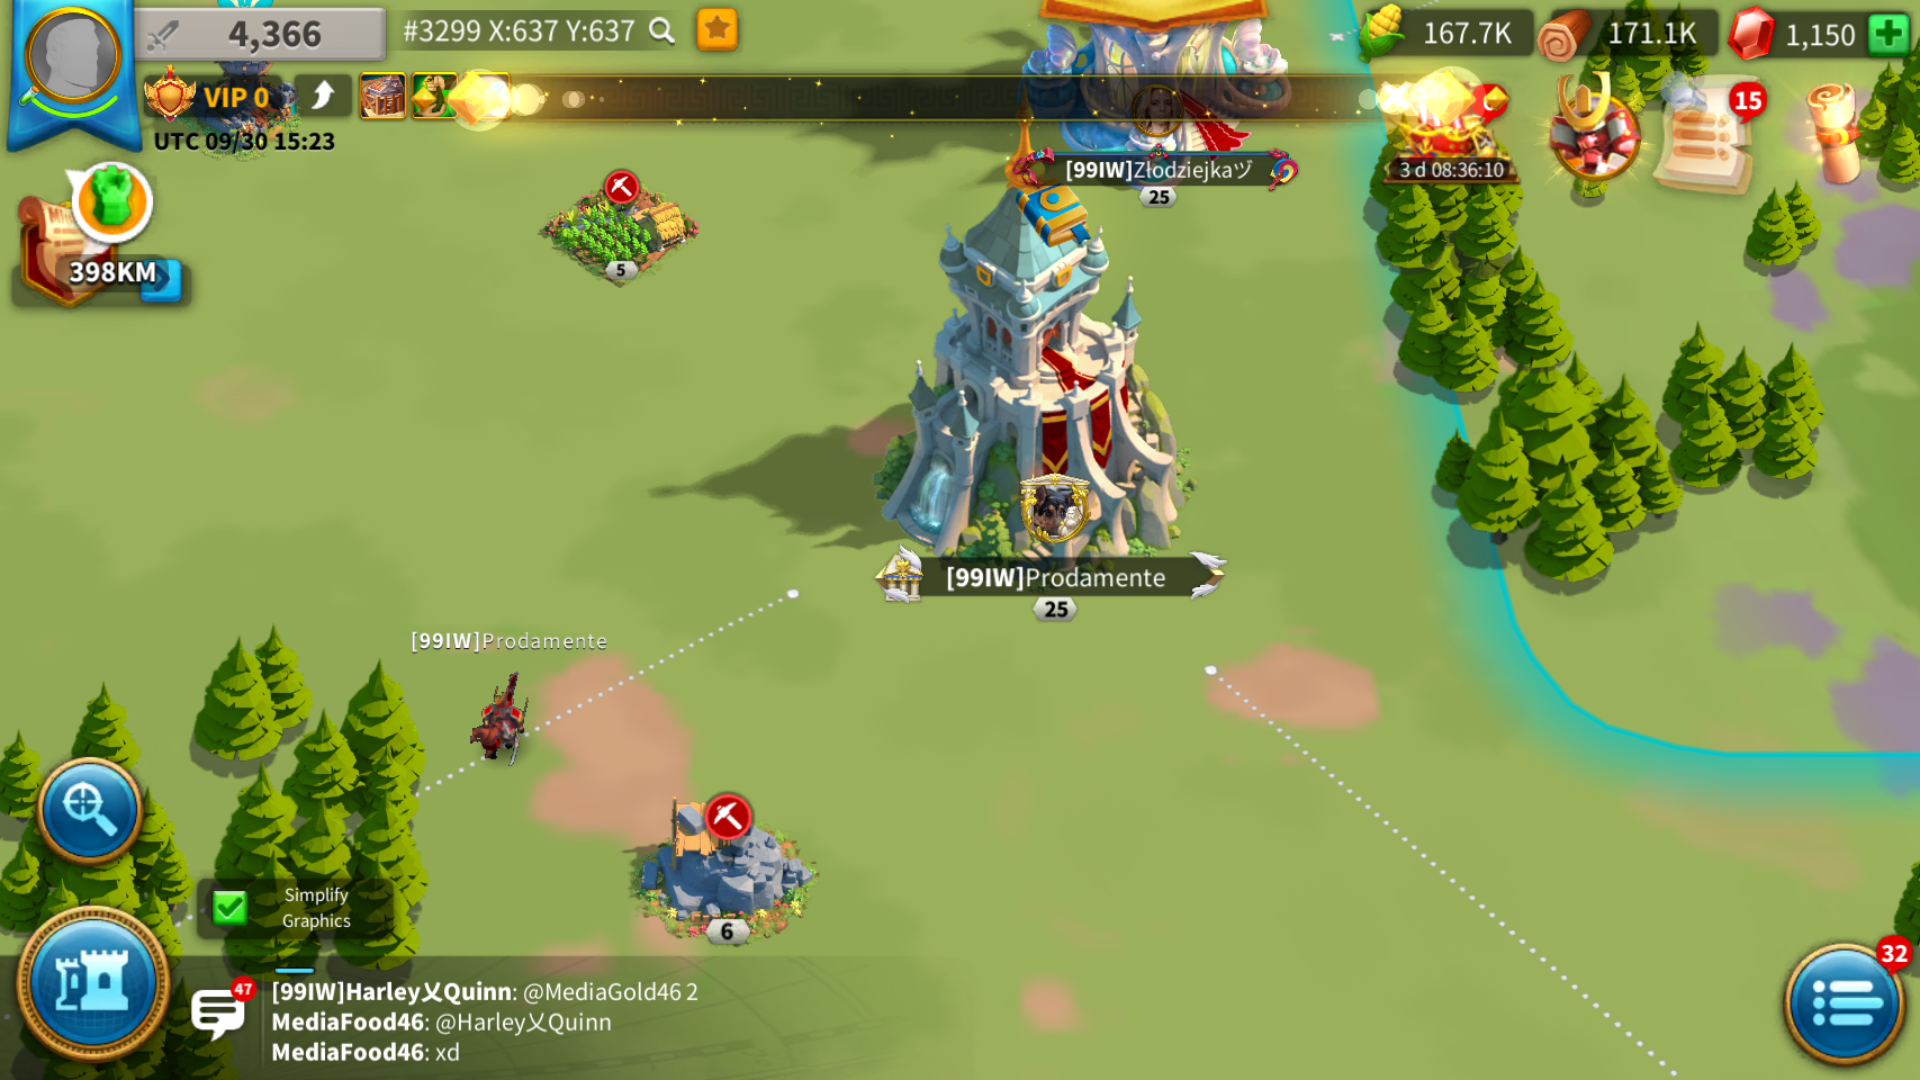 4,366
#3299 X:637 Y:637
167.7K
171.1K
1,150
VIP 0
UTC 09/30 15:23
3 d 08:36:10
15
[99IW]Złodziejkaヅ
25
5
398KM
[99IW]Prodamente
25
[99IW]Prodamente
6
Simplify
Graphics
32
47
[99IW]Harley乂Quinn: @MediaGold46 2
MediaFood46: @Harley乂Quinn
MediaFood46: xd